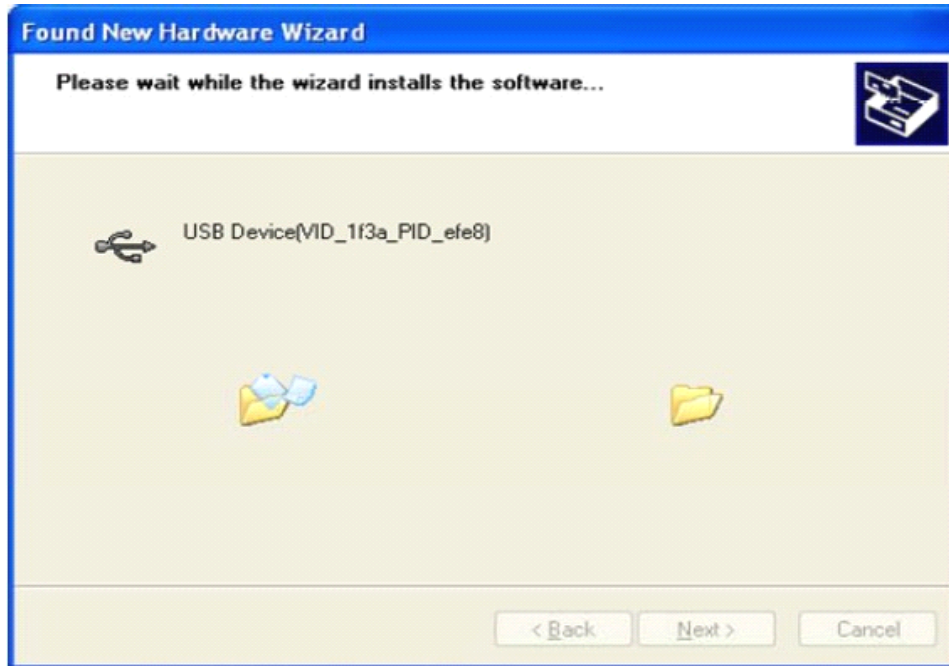 Found New Hardware Wizard
Please wait while the wizard installs the software...
USB Device(VID_1f3a_PID_efe8)
< Back
Next >
Cancel